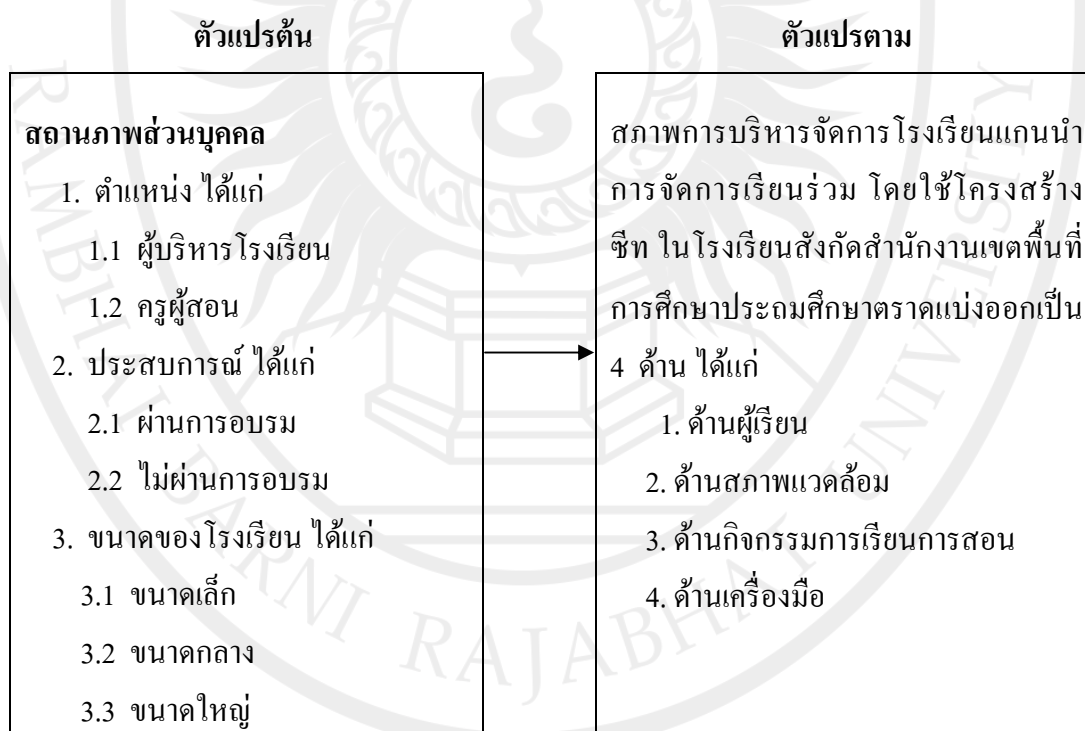 ตัวแปรต้น
สถานภาพส่วนบุคคล
1. ตำแหน่ง ได้แก่
1.1 ผู้บริหารโรงเรียน
1.2 ครูผู้สอน
2. ประสบการณ์ ได้แก่
2.1 ผ่านการอบรม
2.2 ไม่ผ่านการอบรม
3. ขนาดของโรงเรียน ได้แก่
3.1 ขนาดเล็ก
3.2 ขนาดกลาง
3.3 ขนาดใหญ่
ตัวแปรตาม
สภาพการบริหารจัดการโรงเรียนแกนนำ
การจัดการเรียนร่วม โดยใช้โครงสร้าง
ซีท ในโรงเรียนสังกัดสำนักงานเขตพื้นที่
การศึกษาประถมศึกษาตราดแบ่งออกเป็น
4 ด้าน ได้แก่
1. ด้านผู้เรียน
2. ด้านสภาพแวดล้อม
3. ด้านกิจกรรมการเรียนการสอน
4. ด้านเครื่องมือ
RAMBHAI BARNI RAJABHAT UNIVERSITY